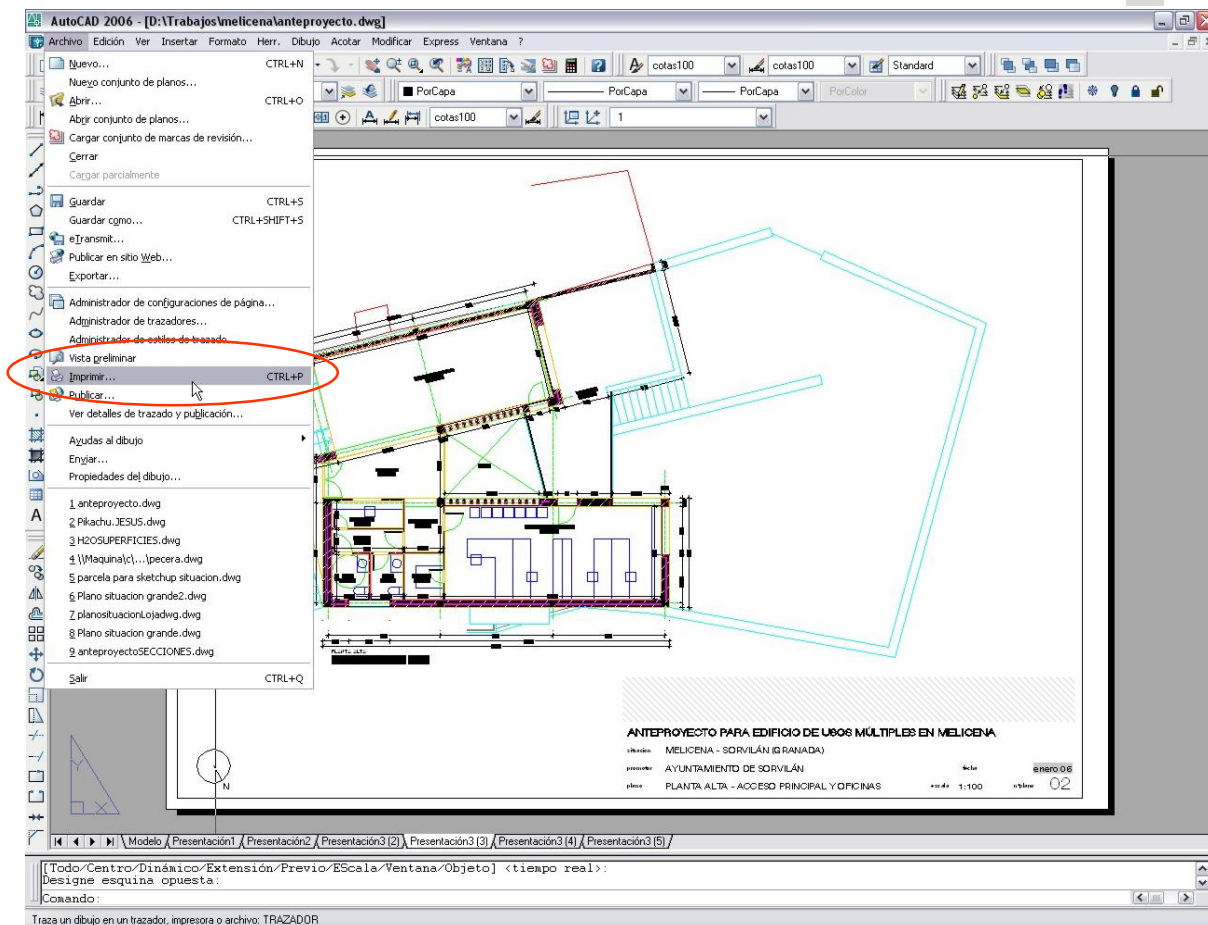 AutoCAD 2006 - [D:\Trabajos\melicena\anteproyecto.dwg]
Archivo Edición Ver Insertar Formato Herr. Dibujo Acotar Modificar Express Ventana ?
Nuevo... CTRL+N
Nuevo conjunto de planos...
Abrir... CTRL+O
Abrir conjunto de planos...
Cargar conjunto de marcas de revisión...
Cerrar
Cargar parcialmente
Guardar CTRL+S
Guardar como... CTRL+SHIFT+S
eTransmit...
Publicar en sitio Web...
Exportar...
Administrador de configuraciones de página...
Administrador de trazadores...
Administrador de estilos de trazado...
Vista preliminar
Imprimir... CTRL+P
Publicar...
Ver detalles de trazado y publicación...
Ayudas al dibujo
Enviar...
Propiedades del dibujo...
1 anteproyecto.dwg
2 Pikachu.JESUS.dwg
3 H2OSUPERFICIES.dwg
4 \\Maquina\c\...\pecera.dwg
5 parcela para sketchup situacion.dwg
6 Plano situacion grande2.dwg
7 planosituacionLojadwg.dwg
8 Plano situacion grande.dwg
9 anteproyectoSECCIONES.dwg
Salir CTRL+Q
cotas100 cotas100 Standard
PorCapa PorCapa PorCapa PorColor
cotas100 1
A
PLANTA ALTA
ANTEPROYECTO PARA EDIFICIO DE USOS MÚLTIPLES EN MELICENA
situacion MELICENA - SORVILÁN (GRANADA)
promotor AYUNTAMIENTO DE SORVILÁN fecha enero 06
plano PLANTA ALTA - ACCESO PRINCIPAL Y OFICINAS escala 1:100 nºplano 02
N
Y
X
Modelo Presentación1 Presentación2 Presentación3 (2) Presentación3 (3) Presentación3 (4) Presentación3 (5)
[Todo/Centro/Dinámico/Extensión/Previo/EScala/Ventana/Objeto] <tiempo real>:
Designe esquina opuesta:
Comando:
Traza un dibujo en un trazador, impresora o archivo: TRAZADOR